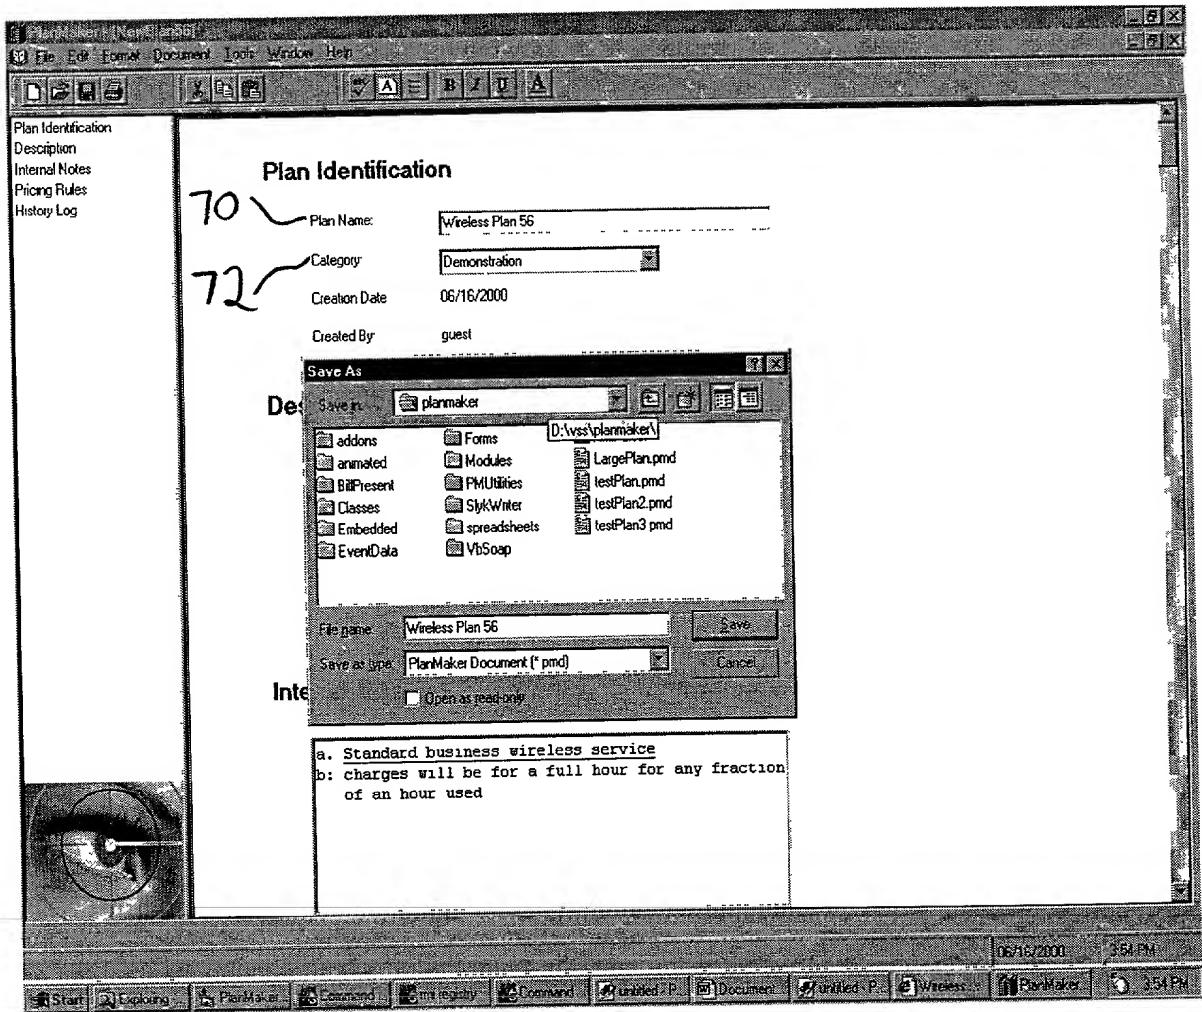 PlanMaker - [NewPlan
File Edit Format Document Tools Window Help
B I U A
Plan Identification
Description
Internal Notes
Pricing Rules
History Log
Plan Identification
70
Plan Name: Wireless Plan 56
72
Category: Demonstration
Creation Date 06/16/2000
Created By guest
Save As
Des
Save in: planmaker
D:\vss\planmaker\
addons Forms
animated Modules LargePlan.pmd
BillPresent PMUtilities testPlan.pmd
Classes SlykWriter testPlan2.pmd
Embedded spreadsheets testPlan3 pmd
EventData VbSoap
File name: Wireless Plan 56 Save
Save as type: PlanMaker Document (* pmd) Cancel
Inte
Open as read-only
a. Standard business wireless service
b: charges will be for a full hour for any fraction
of an hour used
06/16/2000 3:54 PM
Start Exploring PlanMaker Command rmi registry Command untitled - P... Document untitled - P... Wireless PlanMaker 3:54 PM